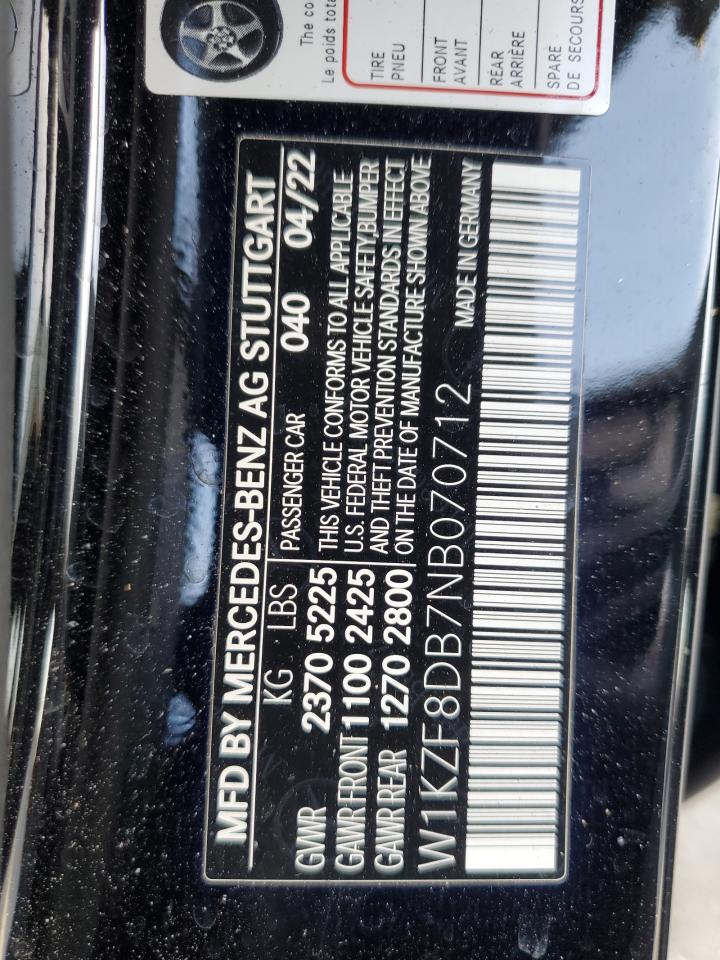 The co
Le poids tota
TIRE
PNEU
FRONT
AVANT
REAR
ARRIÈRE
SPARE
DE SECOURS
MFD BY MERCEDES-BENZ AG STUTTGART
KG LBS
GVWR 2370 5225
GAWR FRONT 1100 2425
GAWR REAR 1270 2800
PASSENGER CAR 040 04/22
THIS VEHICLE CONFORMS TO ALL APPLICABLE
U.S. FEDERAL MOTOR VEHICLE SAFETY, BUMPER
AND THEFT PREVENTION STANDARDS IN EFFECT
ON THE DATE OF MANUFACTURE SHOWN ABOVE
W1KZF8DB7NB070712 MADE IN GERMANY